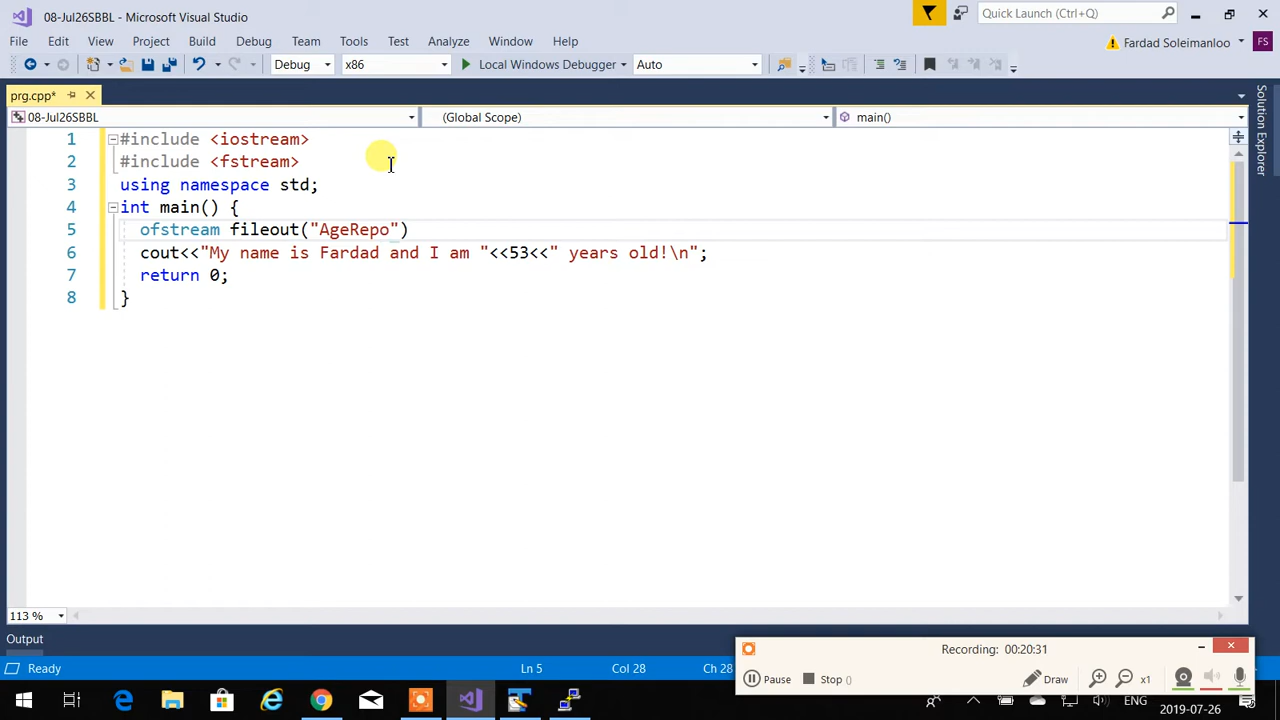 08-Jul26SBBL - Microsoft Visual Studio
Quick Launch (Ctrl+Q)
File Edit View Project Build Debug Team Tools Test Analyze Window Help
Fardad Soleimanloo FS
Debug x86 Local Windows Debugger Auto
prg.cpp*
08-Jul26SBBL (Global Scope) main()
Solution Explorer
1 #include <iostream>
2 #include <fstream>
3 using namespace std;
4 int main() {
5 ofstream fileout("AgeRepo")
6 cout<<"My name is Fardad and I am "<<53<<" years old!\n";
7 return 0;
8 }
113 %
Output
Recording: 00:20:31
Ready Ln 5 Col 28 Ch 28
Pause Stop () Draw x1
ENG
2019-07-26